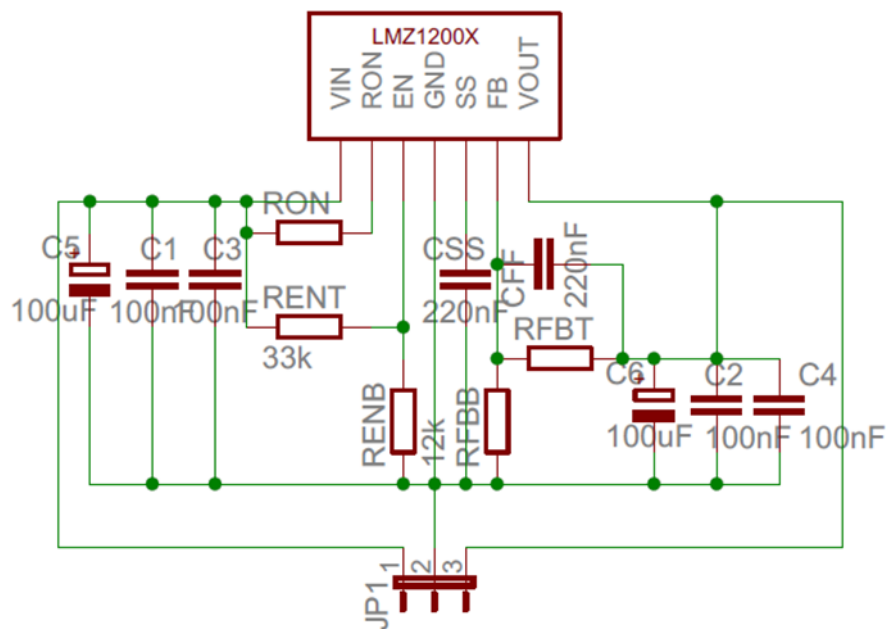 LMZ1200X
VIN
RON
EN
GND
SS
FB
VOUT
RON
C5
+
100uF
C1
100nF
C3
100nF
RENT
33k
CSS
220nF
CFF
220nF
RFBT
RENB
12k
RFBB
C6
+
100uF
C2
100nF
C4
100nF
JP1
1
2
3